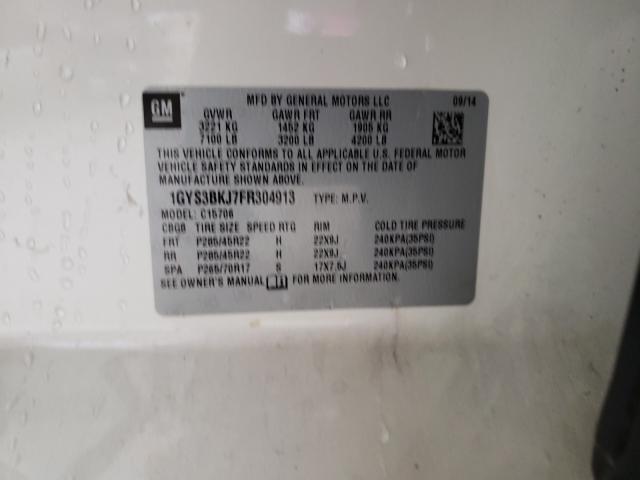 GM MFD BY GENERAL MOTORS LLC 09/14
GVWR GAWR FRT GAWR RR
3221 KG 1452 KG 1905 KG
7100 LB 3200 LB 4200 LB
THIS VEHICLE CONFORMS TO ALL APPLICABLE U.S. FEDERAL MOTOR
VEHICLE SAFETY STANDARDS IN EFFECT ON THE DATE OF
MANUFACTURE SHOWN ABOVE.
1GYS3BKJ7FR304913 TYPE: M.P.V.
MODEL: C15706
CBGB TIRE SIZE SPEED RTG RIM COLD TIRE PRESSURE
FRT P285/45R22 H 22X9J 240KPA(35PSI)
RR P285/45R22 H 22X9J 240KPA(35PSI)
SPA P265/70R17 S 17X7.5J 240KPA(35PSI)
SEE OWNER'S MANUAL FOR MORE INFORMATION.